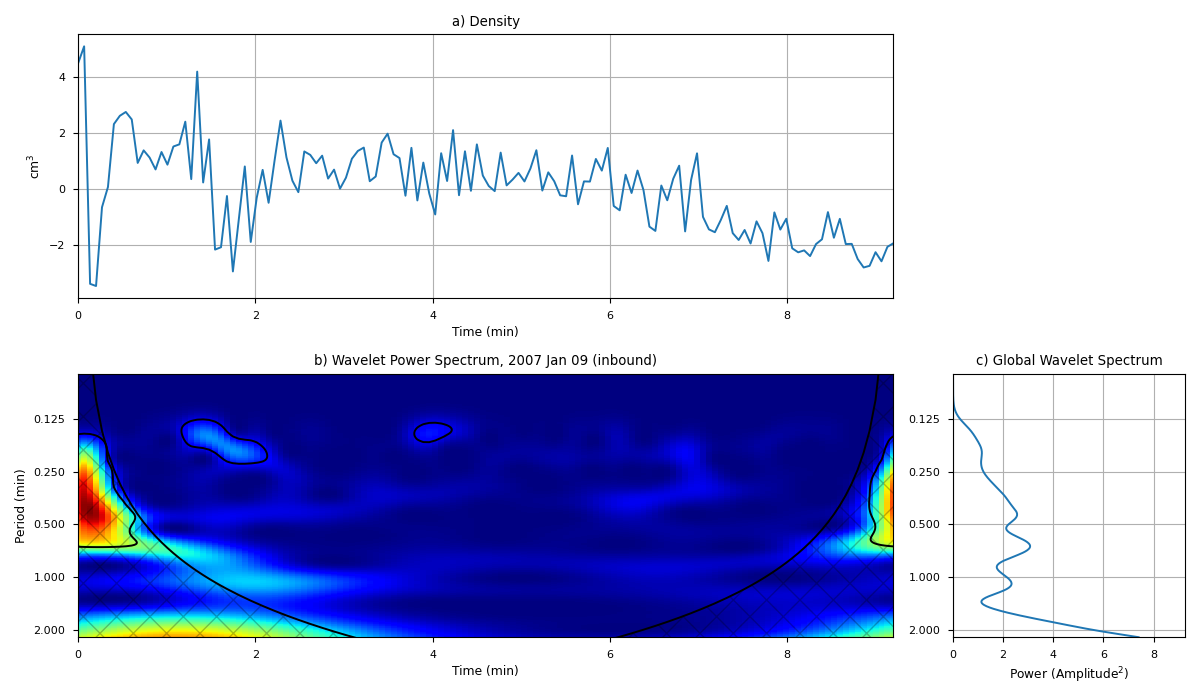 a) Density
4
2
0
−2
cm³
0 2 4 6 8
Time (min)
b) Wavelet Power Spectrum, 2007 Jan 09 (inbound)
0.125
0.250
0.500
1.000
2.000
Period (min)
0 2 4 6 8
Time (min)
c) Global Wavelet Spectrum
0.125
0.250
0.500
1.000
2.000
0 2 4 6 8
Power (Amplitude²)